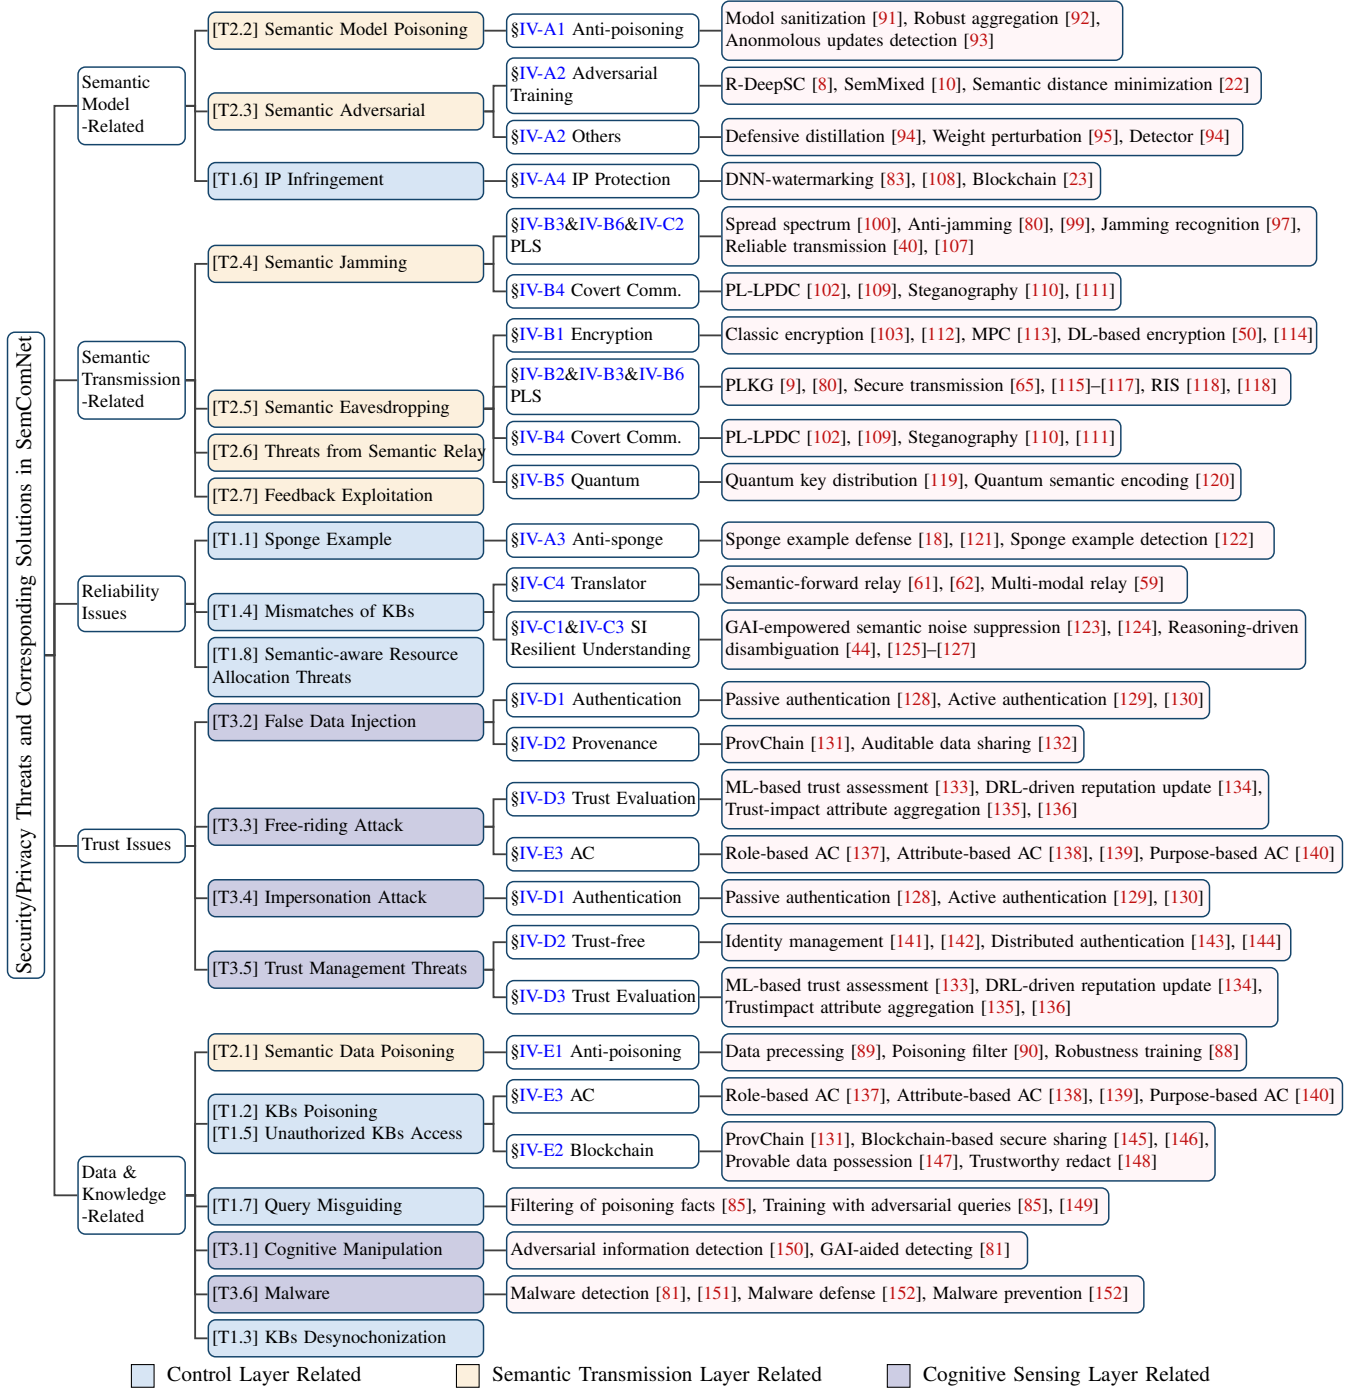 Security/Privacy Threats and Corresponding Solutions in SemComNet
Semantic
Model
-Related
[T2.2] Semantic Model Poisoning
§IV-A1 Anti-poisoning
Modol sanitization [91], Robust aggregation [92],
Anonmolous updates detection [93]
[T2.3] Semantic Adversarial
§IV-A2 Adversarial
Training
R-DeepSC [8], SemMixed [10], Semantic distance minimization [22]
§IV-A2 Others
Defensive distillation [94], Weight perturbation [95], Detector [94]
[T1.6] IP Infringement
§IV-A4 IP Protection
DNN-watermarking [83], [108], Blockchain [23]
Semantic
Transmission
-Related
[T2.4] Semantic Jamming
§IV-B3&IV-B6&IV-C2
PLS
Spread spectrum [100], Anti-jamming [80], [99], Jamming recognition [97],
Reliable transmission [40], [107]
§IV-B4 Covert Comm.
PL-LPDC [102], [109], Steganography [110], [111]
[T2.5] Semantic Eavesdropping
§IV-B1 Encryption
Classic encryption [103], [112], MPC [113], DL-based encryption [50], [114]
§IV-B2&IV-B3&IV-B6
PLS
PLKG [9], [80], Secure transmission [65], [115]–[117], RIS [118], [118]
§IV-B4 Covert Comm.
PL-LPDC [102], [109], Steganography [110], [111]
§IV-B5 Quantum
Quantum key distribution [119], Quantum semantic encoding [120]
[T2.6] Threats from Semantic Relay
[T2.7] Feedback Exploitation
Reliability
Issues
[T1.1] Sponge Example
§IV-A3 Anti-sponge
Sponge example defense [18], [121], Sponge example detection [122]
[T1.4] Mismatches of KBs
§IV-C4 Translator
Semantic-forward relay [61], [62], Multi-modal relay [59]
§IV-C1&IV-C3 SI
Resilient Understanding
GAI-empowered semantic noise suppression [123], [124], Reasoning-driven
disambiguation [44], [125]–[127]
[T1.8] Semantic-aware Resource
Allocation Threats
Trust Issues
[T3.2] False Data Injection
§IV-D1 Authentication
Passive authentication [128], Active authentication [129], [130]
§IV-D2 Provenance
ProvChain [131], Auditable data sharing [132]
[T3.3] Free-riding Attack
§IV-D3 Trust Evaluation
ML-based trust assessment [133], DRL-driven reputation update [134],
Trust-impact attribute aggregation [135], [136]
§IV-E3 AC
Role-based AC [137], Attribute-based AC [138], [139], Purpose-based AC [140]
[T3.4] Impersonation Attack
§IV-D1 Authentication
Passive authentication [128], Active authentication [129], [130]
[T3.5] Trust Management Threats
§IV-D2 Trust-free
Identity management [141], [142], Distributed authentication [143], [144]
§IV-D3 Trust Evaluation
ML-based trust assessment [133], DRL-driven reputation update [134],
Trustimpact attribute aggregation [135], [136]
Data &
Knowledge
-Related
[T2.1] Semantic Data Poisoning
§IV-E1 Anti-poisoning
Data precessing [89], Poisoning filter [90], Robustness training [88]
[T1.2] KBs Poisoning
[T1.5] Unauthorized KBs Access
§IV-E3 AC
Role-based AC [137], Attribute-based AC [138], [139], Purpose-based AC [140]
§IV-E2 Blockchain
ProvChain [131], Blockchain-based secure sharing [145], [146],
Provable data possession [147], Trustworthy redact [148]
[T1.7] Query Misguiding
Filtering of poisoning facts [85], Training with adversarial queries [85], [149]
[T3.1] Cognitive Manipulation
Adversarial information detection [150], GAI-aided detecting [81]
[T3.6] Malware
Malware detection [81], [151], Malware defense [152], Malware prevention [152]
[T1.3] KBs Desynochonization
Control Layer Related
Semantic Transmission Layer Related
Cognitive Sensing Layer Related